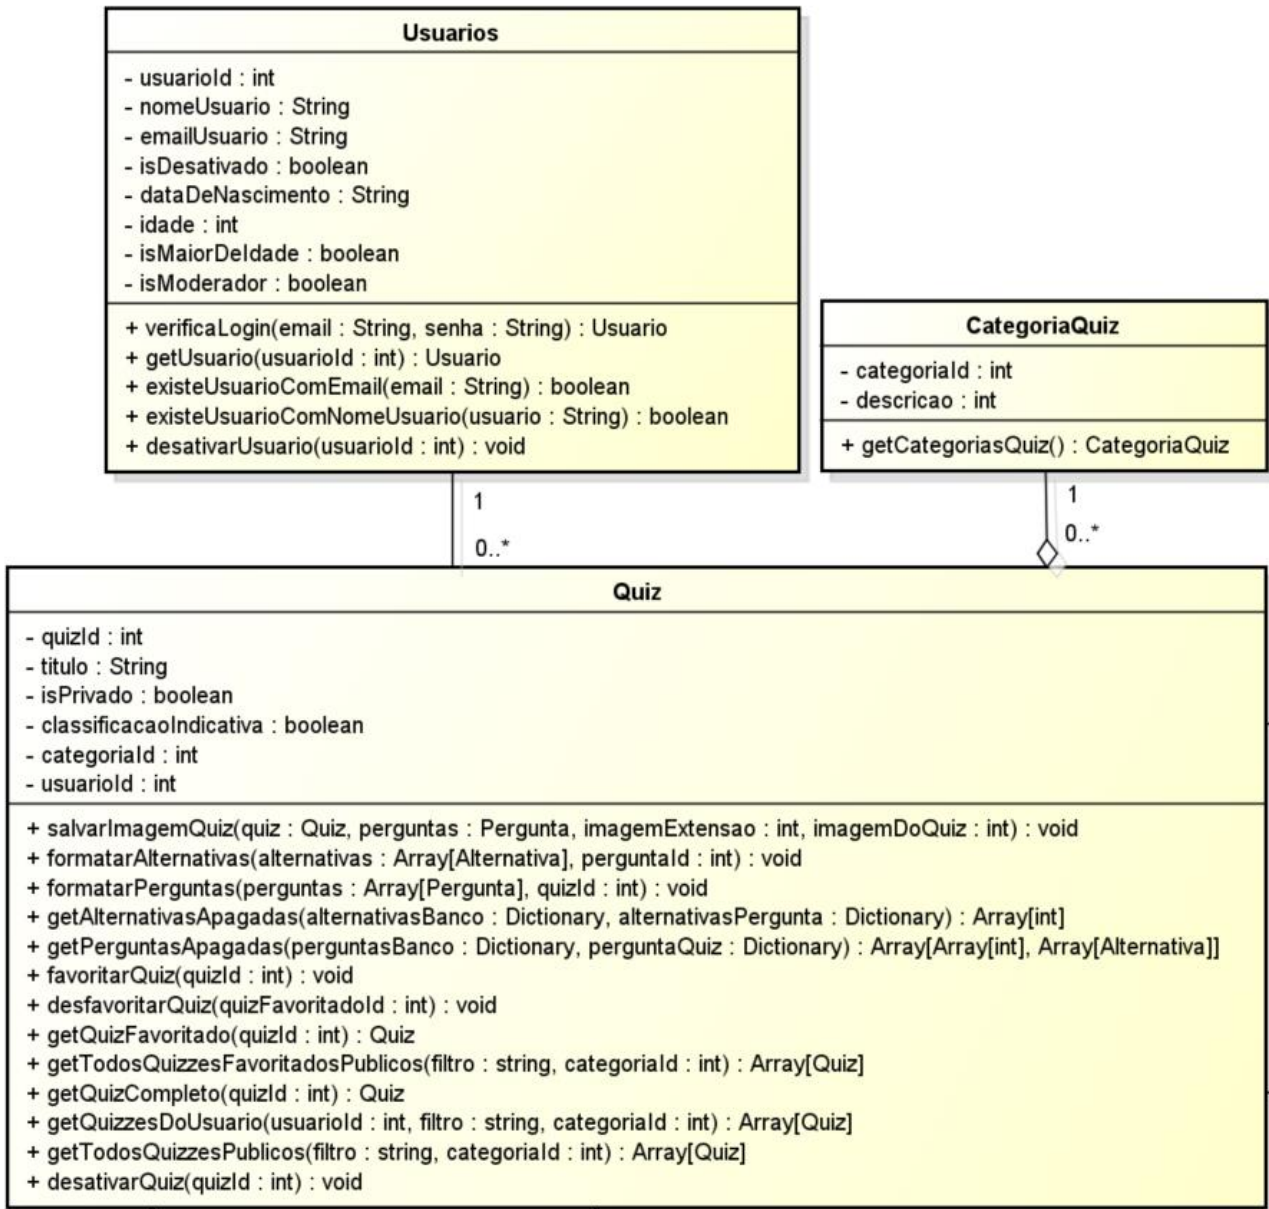 Usuarios
- usuarioId : int
- nomeUsuario : String
- emailUsuario : String
- isDesativado : boolean
- dataDeNascimento : String
- idade : int
- isMaiorDeIdade : boolean
- isModerador : boolean
+ verificaLogin(email : String, senha : String) : Usuario
+ getUsuario(usuarioId : int) : Usuario
+ existeUsuarioComEmail(email : String) : boolean
+ existeUsuarioComNomeUsuario(usuario : String) : boolean
+ desativarUsuario(usuarioId : int) : void
CategoriaQuiz
- categoriaId : int
- descricao : int
+ getCategoriasQuiz() : CategoriaQuiz
1
0..*
1
0..*
Quiz
- quizId : int
- titulo : String
- isPrivado : boolean
- classificacaoIndicativa : boolean
- categoriaId : int
- usuarioId : int
+ salvarImagemQuiz(quiz : Quiz, perguntas : Pergunta, imagemExtensao : int, imagemDoQuiz : int) : void
+ formatarAlternativas(alternativas : Array[Alternativa], perguntaId : int) : void
+ formatarPerguntas(perguntas : Array[Pergunta], quizId : int) : void
+ getAlternativasApagadas(alternativasBanco : Dictionary, alternativasPergunta : Dictionary) : Array[int]
+ getPerguntasApagadas(perguntasBanco : Dictionary, perguntaQuiz : Dictionary) : Array[Array[int], Array[Alternativa]]
+ favoritarQuiz(quizId : int) : void
+ desfavoritarQuiz(quizFavoritadoId : int) : void
+ getQuizFavoritado(quizId : int) : Quiz
+ getTodosQuizzesFavoritadosPublicos(filtro : string, categoriaId : int) : Array[Quiz]
+ getQuizCompleto(quizId : int) : Quiz
+ getQuizzesDoUsuario(usuarioId : int, filtro : string, categoriaId : int) : Array[Quiz]
+ getTodosQuizzesPublicos(filtro : string, categoriaId : int) : Array[Quiz]
+ desativarQuiz(quizId : int) : void